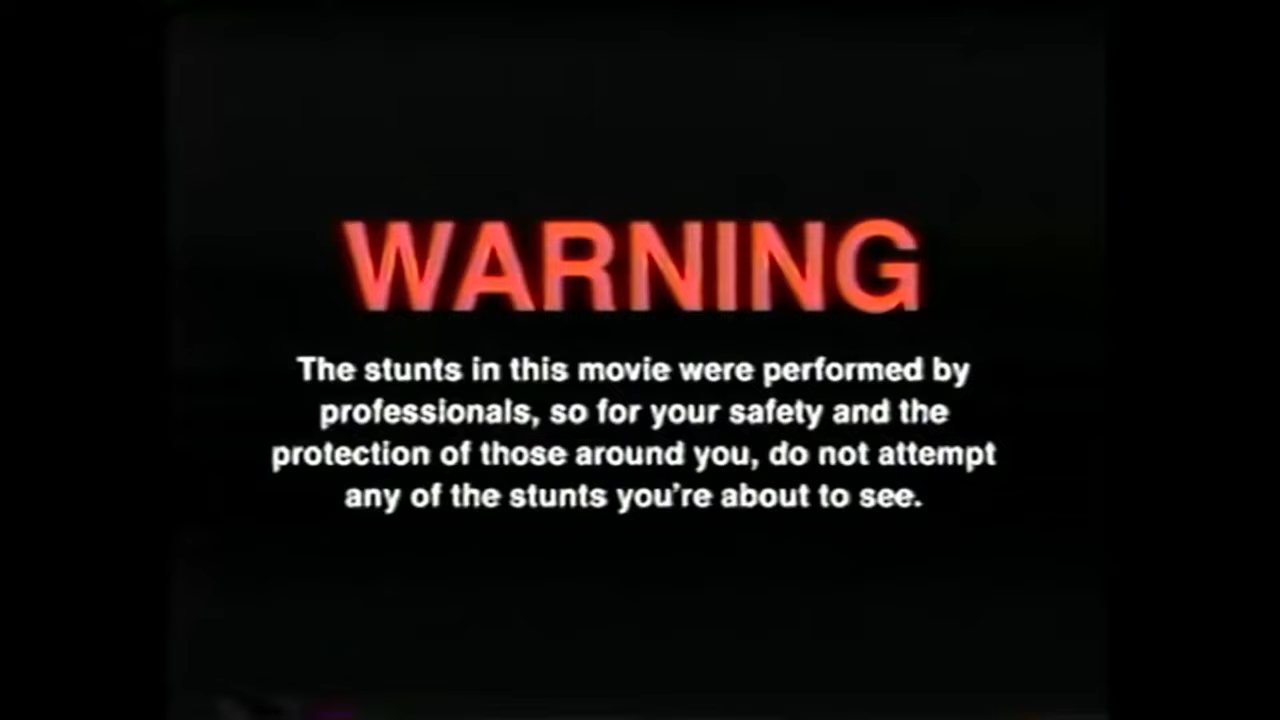 WARNING
The stunts in this movie were performed by
professionals, so for your safety and the
protection of those around you, do not attempt
any of the stunts you're about to see.